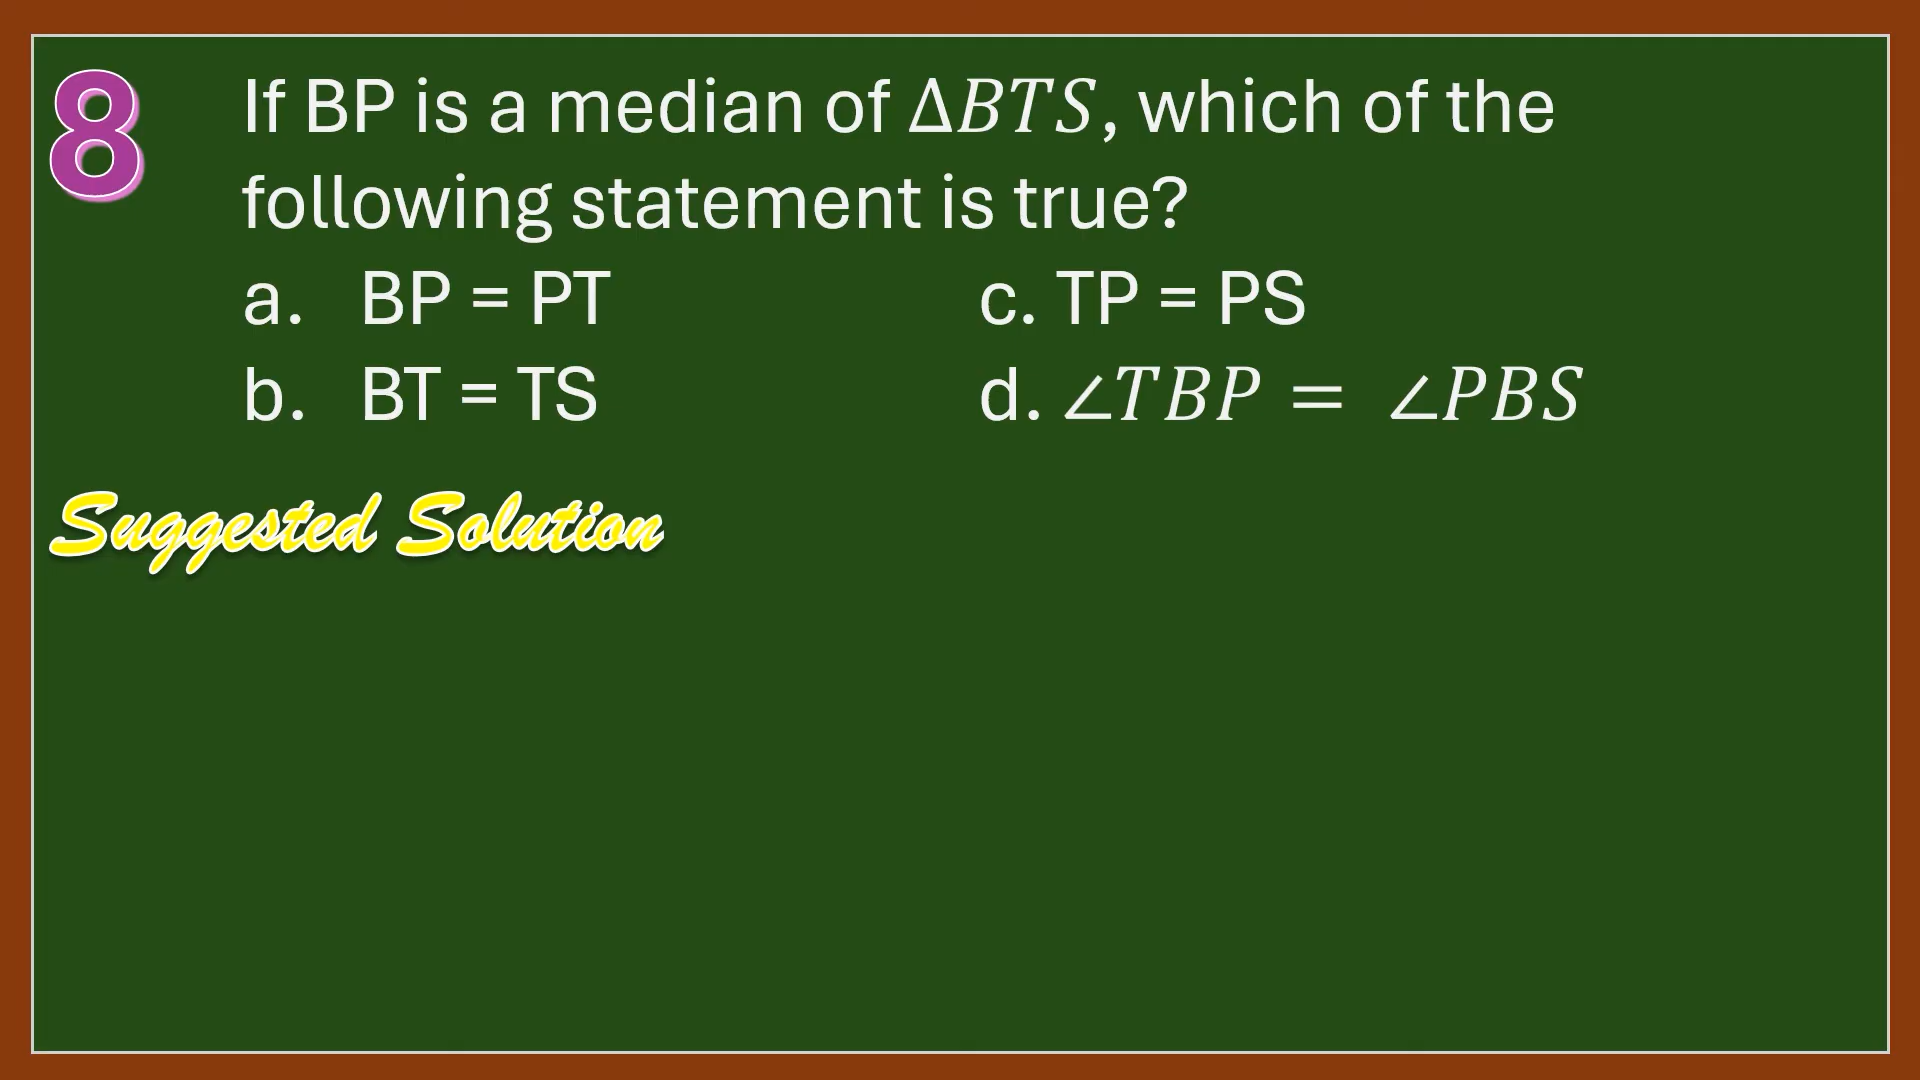 8
If BP is a median of Δ𝐵𝑇𝑆, which of the
following statement is true?
a. BP = PT c. TP = PS
b. BT = TS d. ∠𝑇𝐵𝑃 = ∠𝑃𝐵𝑆
Suggested Solution